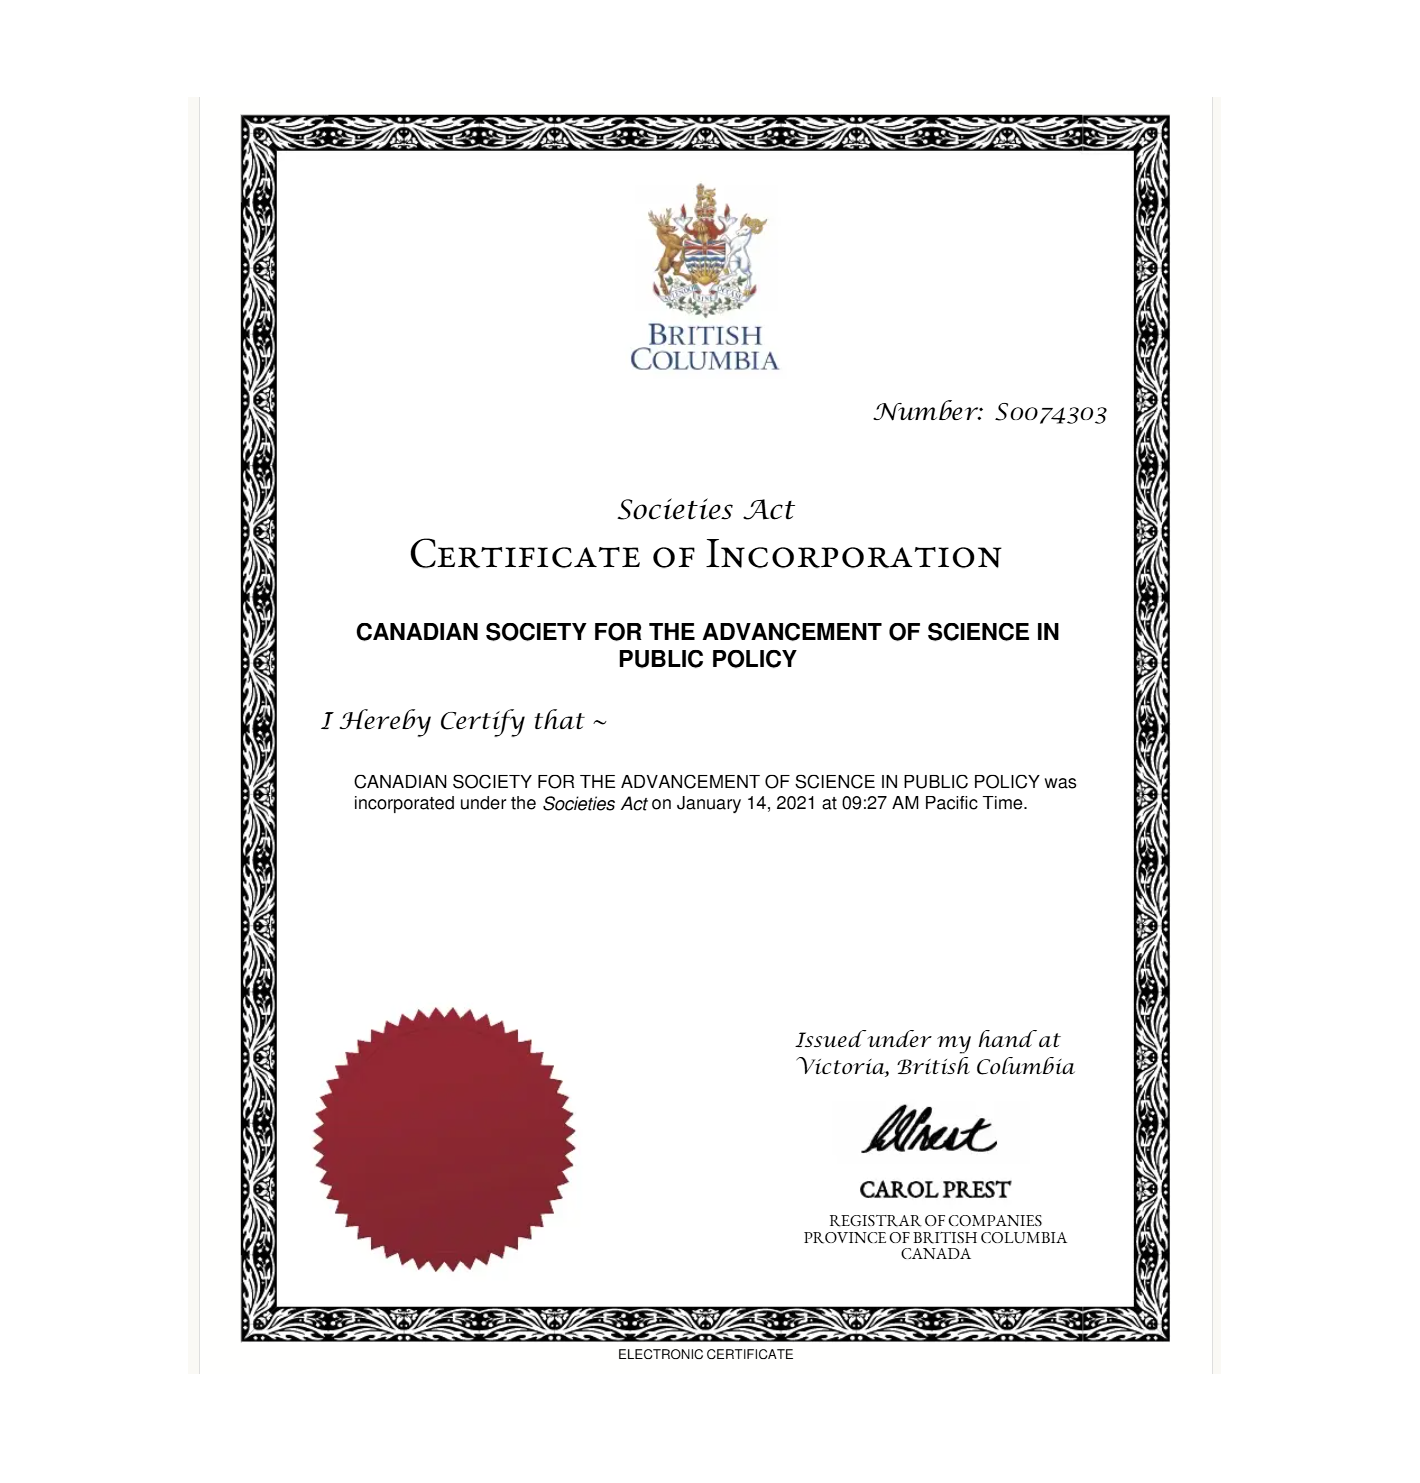 SPLENDOR SINE OCCASU
BRITISH
COLUMBIA
Number: S0074303
Societies Act
CERTIFICATE OF INCORPORATION
CANADIAN SOCIETY FOR THE ADVANCEMENT OF SCIENCE IN
PUBLIC POLICY
I Hereby Certify that ~
CANADIAN SOCIETY FOR THE ADVANCEMENT OF SCIENCE IN PUBLIC POLICY was
incorporated under the Societies Act on January 14, 2021 at 09:27 AM Pacific Time.
Issued under my hand at
Victoria, British Columbia
CAROL PREST
REGISTRAR OF COMPANIES
PROVINCE OF BRITISH COLUMBIA
CANADA
ELECTRONIC CERTIFICATE